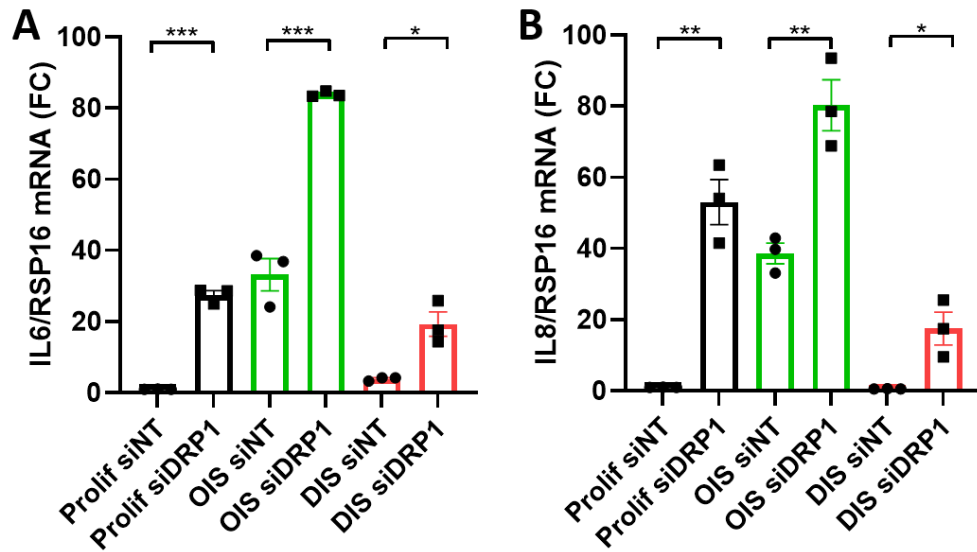 A
IL6/RSP16 mRNA (FC)
100
80
60
40
20
0
***
***
*
Prolif siNT
Prolif siDRP1
OIS siNT
OIS siDRP1
DIS siNT
DIS siDRP1
B
IL8/RSP16 mRNA (FC)
100
80
60
40
20
0
**
**
*
Prolif siNT
Prolif siDRP1
OIS siNT
OIS siDRP1
DIS siNT
DIS siDRP1